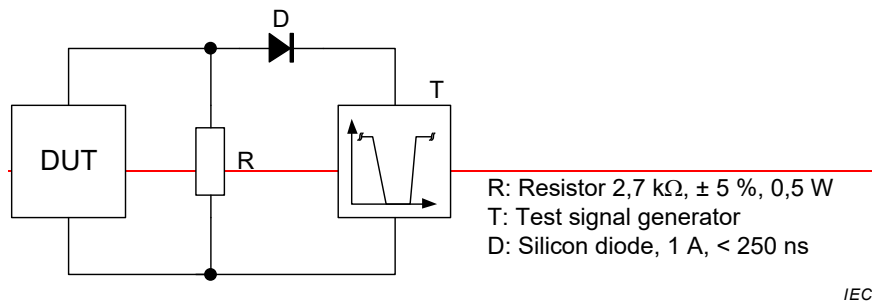 D
T
DUT
R
R: Resistor 2,7 kΩ, ± 5 %, 0,5 W
T: Test signal generator
D: Silicon diode, 1 A, < 250 ns
IEC